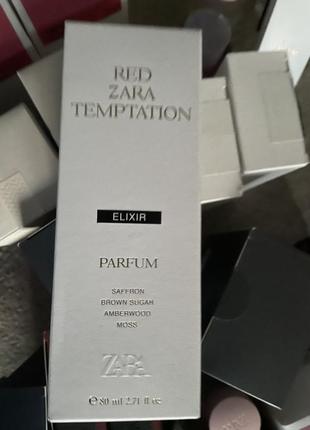 RED
ZARA
TEMPTATION
ELIXIR
PARFUM
SAFFRON
BROWN SUGAR
AMBERWOOD
MOSS
ZARA
℮ 80 ml 2.71 fl oz